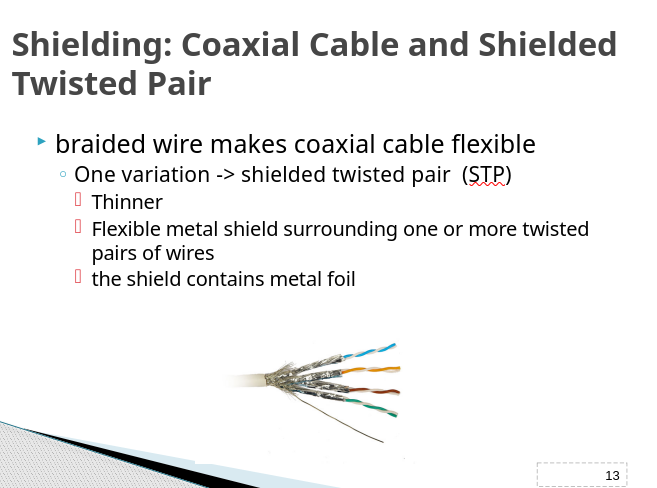 Shielding: Coaxial Cable and Shielded
Twisted Pair
braided wire makes coaxial cable flexible
One variation -> shielded twisted pair  (STP)
Thinner
Flexible metal shield surrounding one or more twisted
pairs of wires
the shield contains metal foil
13